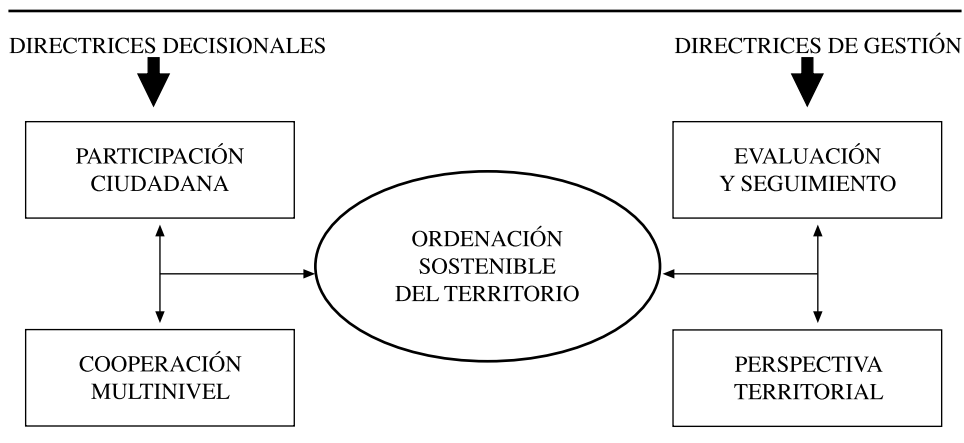 DIRECTRICES DECISIONALES
DIRECTRICES DE GESTIÓN
PARTICIPACIÓN
CIUDADANA
EVALUACIÓN
Y SEGUIMIENTO
ORDENACIÓN
SOSTENIBLE
DEL TERRITORIO
COOPERACIÓN
MULTINIVEL
PERSPECTIVA
TERRITORIAL